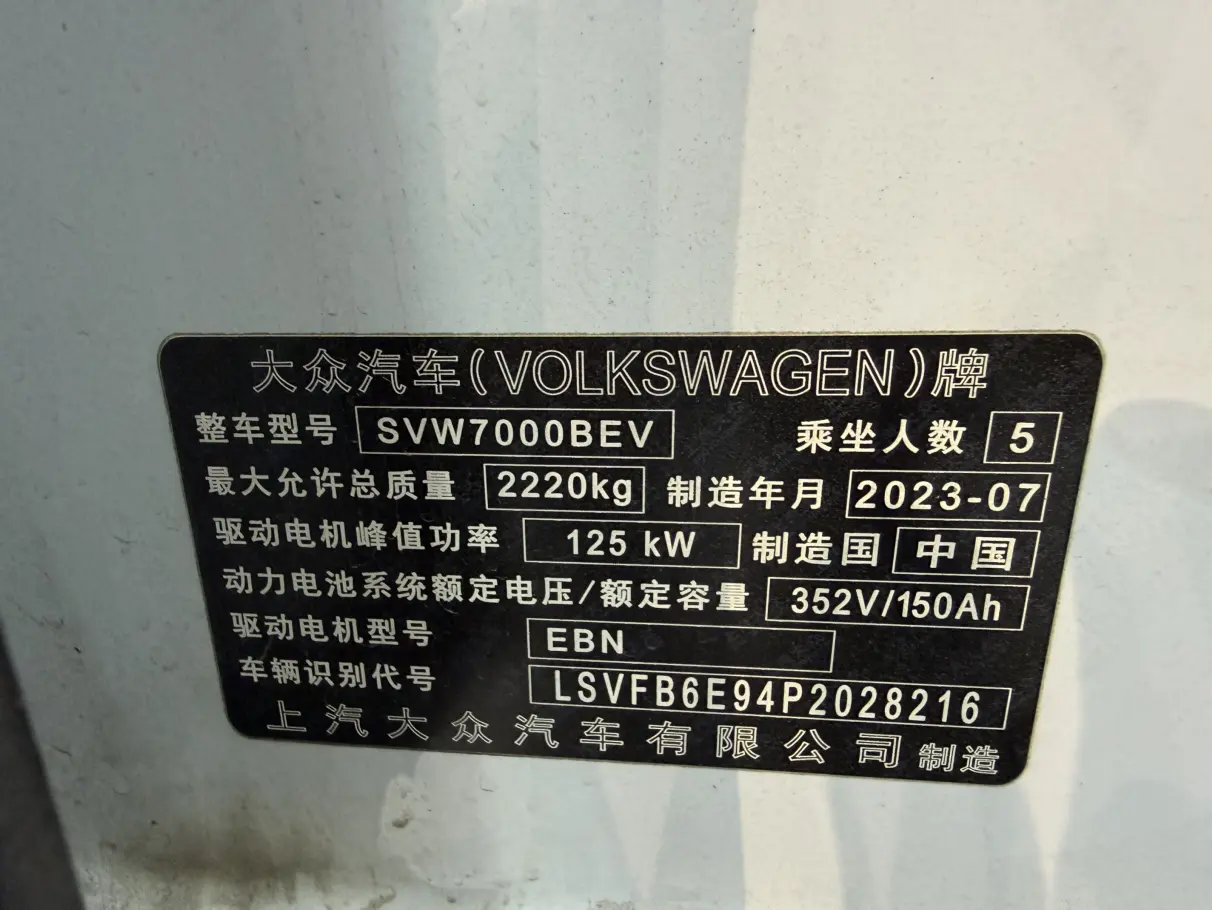 大众汽车(VOLKSWAGEN)牌
整车型号 SVW7000BEV 乘坐人数 5
最大允许总质量 2220kg 制造年月 2023-07
驱动电机峰值功率 125 kW 制造国 中国
动力电池系统额定电压/额定容量 352V/150Ah
驱动电机型号 EBN
车辆识别代号 LSVFB6E94P2028216
上汽大众汽车有限公司制造